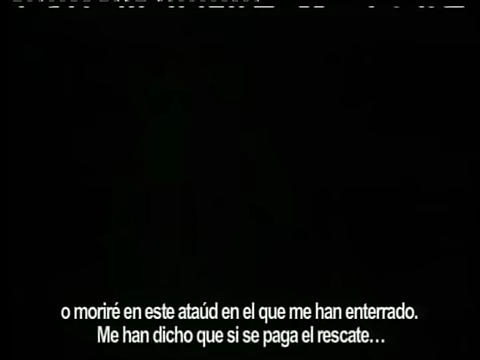 o moriré en este ataúd en el que me han enterrado.
Me han dicho que si se paga el rescate…